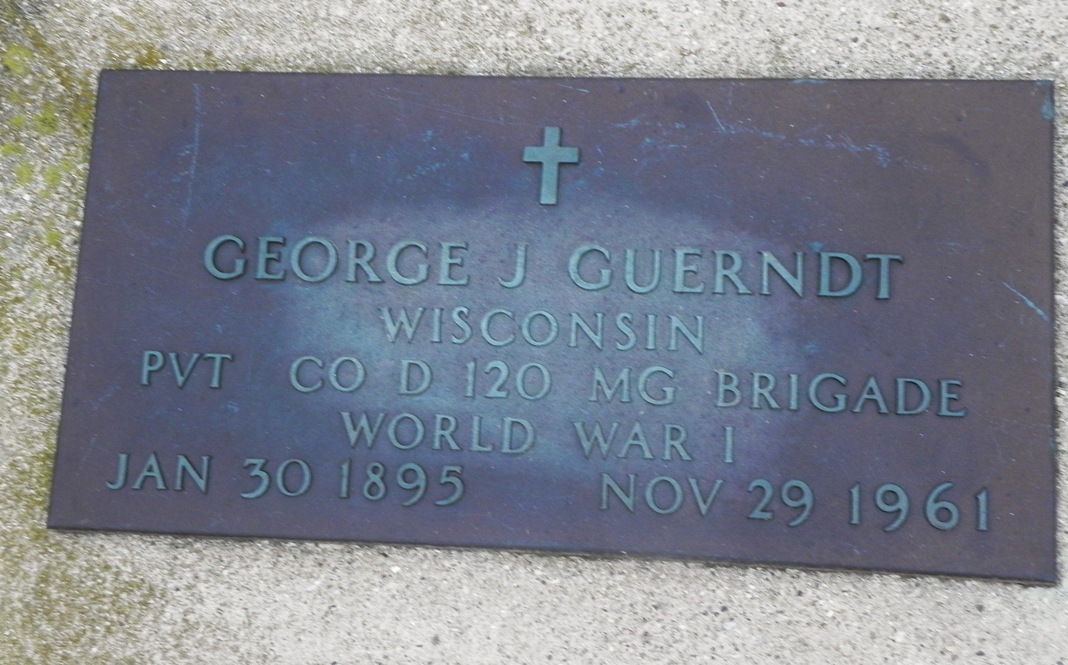 GEORGE J GUERNDT
WISCONSIN
PVT CO D 120 MG BRIGADE
WORLD WAR I
JAN 30 1895 NOV 29 1961